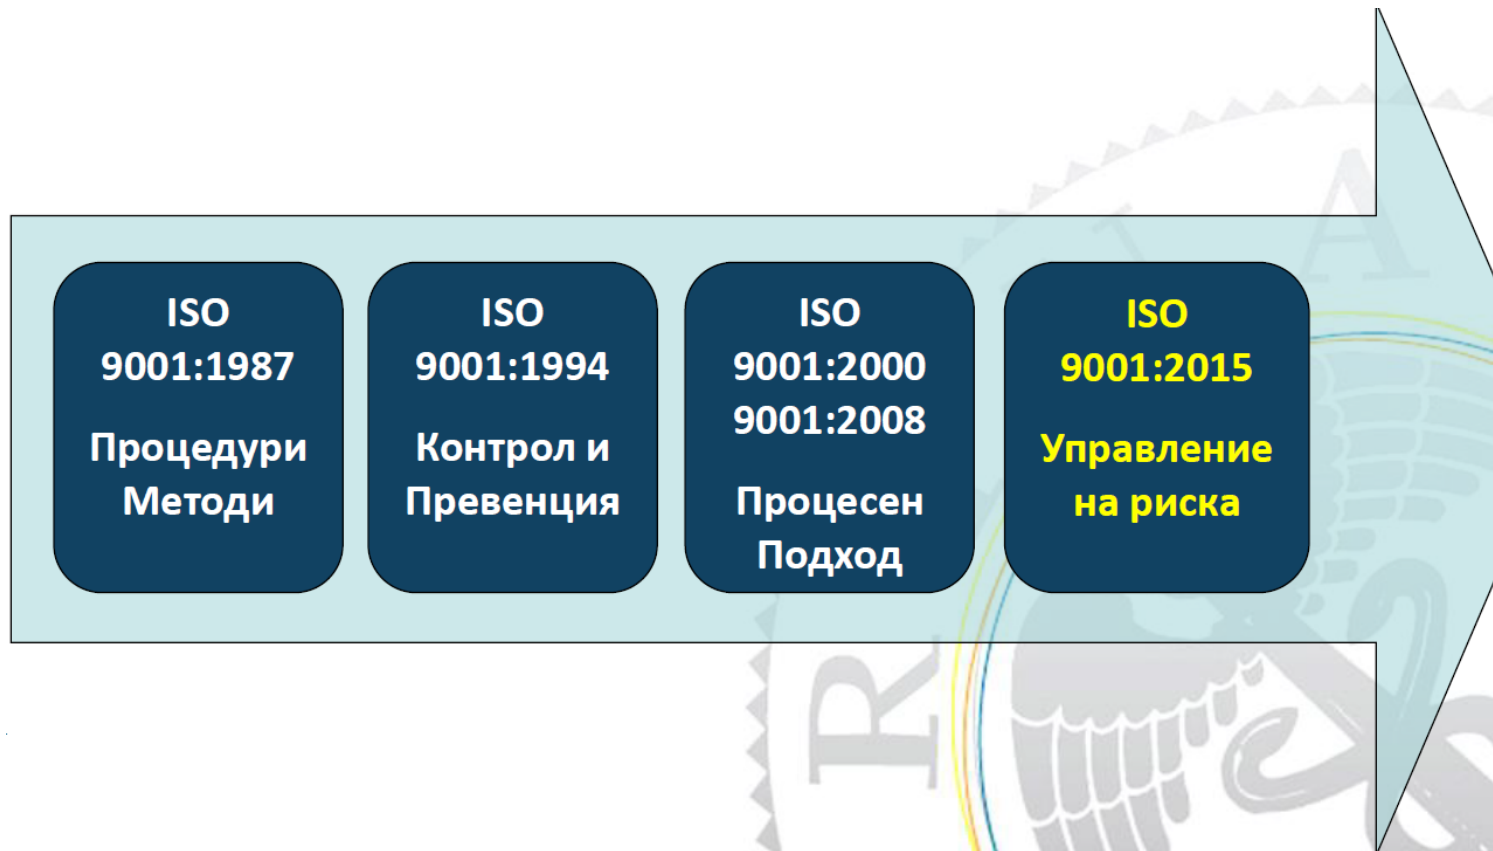 ISO
9001:1987
Процедури
Методи
ISO
9001:1994
Контрол и
Превенция
ISO
9001:2000
9001:2008
Процесен
Подход
ISO
9001:2015
Управление
на риска
R
I
A